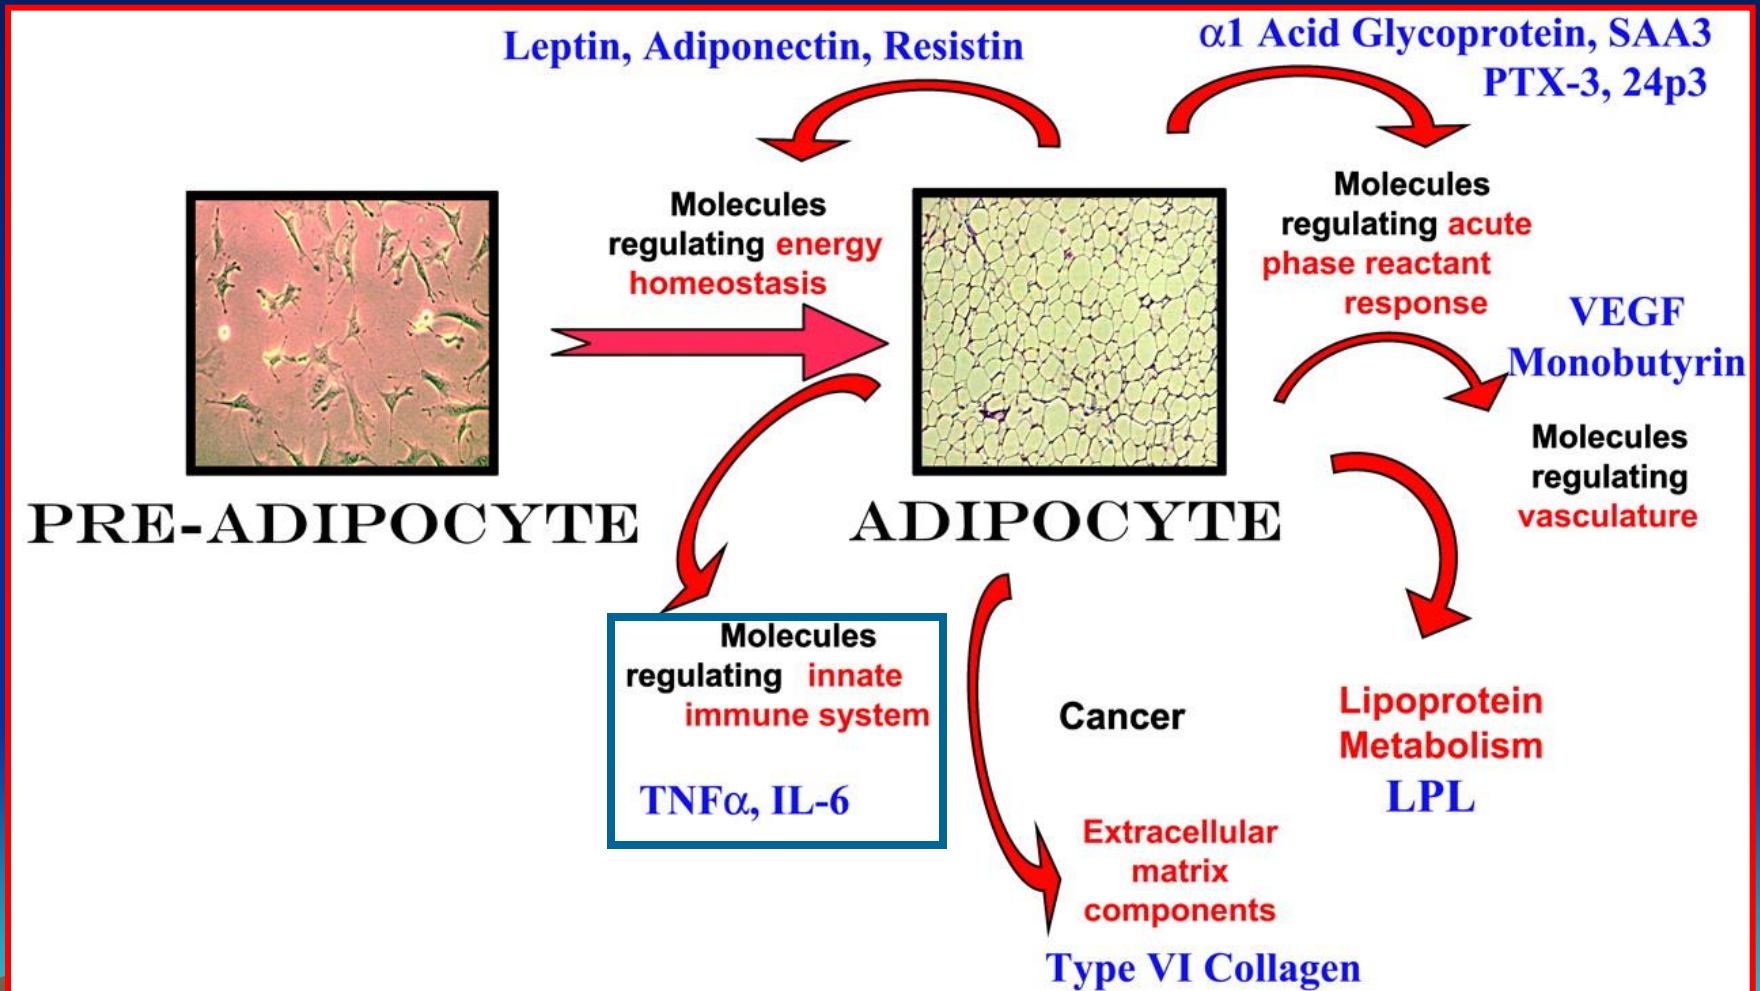 Leptin, Adiponectin, Resistin
α1 Acid Glycoprotein, SAA3
PTX-3, 24p3
Molecules
regulating energy
homeostasis
Molecules
regulating acute
phase reactant
response
VEGF
Monobutyrin
Molecules
regulating
vasculature
PRE-ADIPOCYTE
ADIPOCYTE
Molecules
regulating innate
immune system
TNFα, IL-6
Cancer
Lipoprotein
Metabolism
LPL
Extracellular
matrix
components
Type VI Collagen